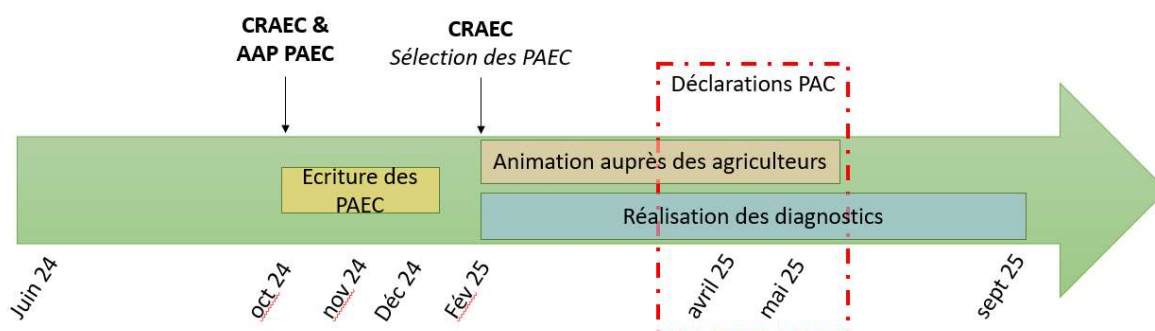 CRAEC &
AAP PAEC
CRAEC
Sélection des PAEC
Déclarations PAC
Animation auprès des agriculteurs
Ecriture des
PAEC
Réalisation des diagnostics
Juin 24
oct 24
nov 24
Déc 24
Fév 25
avril 25
mai 25
sept 25